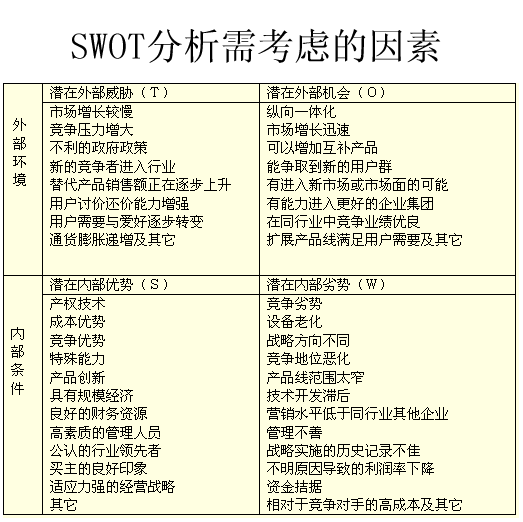 SWOT分析需考虑的因素
外部环境
潜在外部威胁（T）
市场增长较慢
竞争压力增大
不利的政府政策
新的竞争者进入行业
替代产品销售额正在逐步上升
用户讨价还价能力增强
用户需要与爱好逐步转变
通货膨胀递增及其它
潜在外部机会（O）
纵向一体化
市场增长迅速
可以增加互补产品
能争取到新的用户群
有进入新市场或市场面的可能
有能力进入更好的企业集团
在同行业中竞争业绩优良
扩展产品线满足用户需要及其它
内部条件
潜在内部优势（S）
产权技术
成本优势
竞争优势
特殊能力
产品创新
具有规模经济
良好的财务资源
高素质的管理人员
公认的行业领先者
买主的良好印象
适应力强的经营战略
其它
潜在内部劣势（W）
竞争劣势
设备老化
战略方向不同
竞争地位恶化
产品线范围太窄
技术开发滞后
营销水平低于同行业其他企业
管理不善
战略实施的历史记录不佳
不明原因导致的利润率下降
资金拮据
相对于竞争对手的高成本及其它